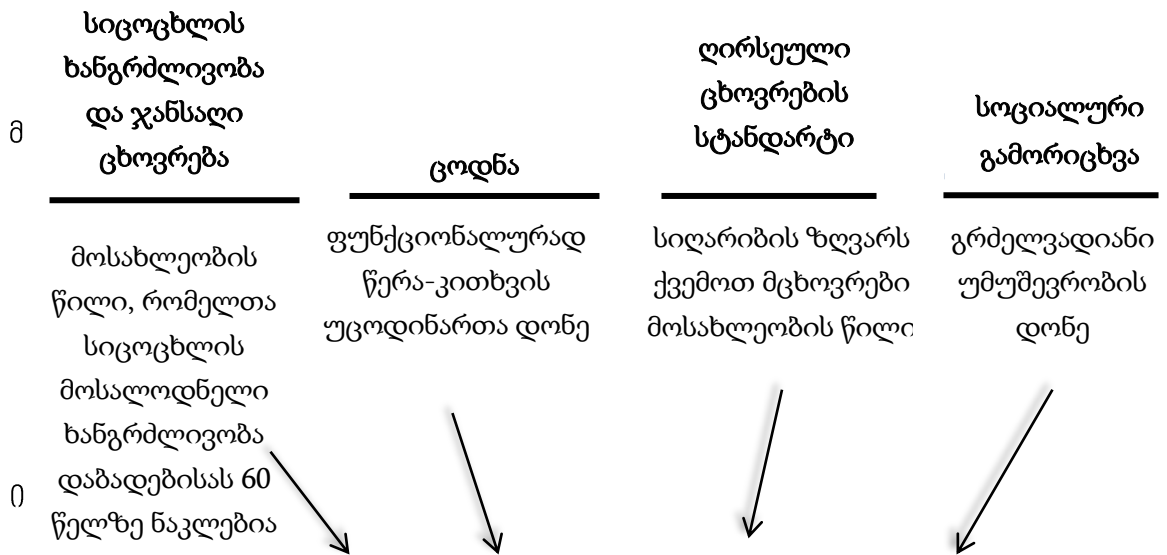 სიცოცხლის
ხანგრძლივობა
და ჯანსაღი
ცხოვრება
ცოდნა
ღირსეული
ცხოვრების
სტანდარტი
სოციალური
გამორიცხვა
მ
მოსახლეობის
წილი, რომელთა
სიცოცხლის
მოსალოდნელი
ხანგრძლივობა
დაბადებისას 60
წელზე ნაკლებია
ფუნქციონალურად
წერა-კითხვის
უცოდინართა დონე
სიღარიბის ზღვარს
ქვემოთ მცხოვრები
მოსახლეობის წილი
გრძელვადიანი
უმუშევრობის
დონე
ი